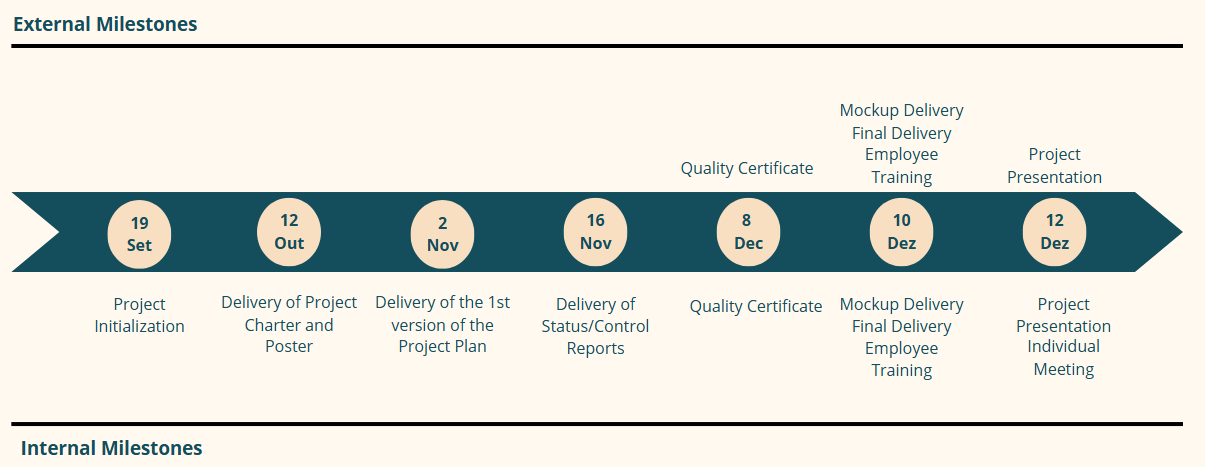 External Milestones
Mockup Delivery
Final Delivery
Employee
Training
Quality Certificate
Project
Presentation
19
Set
12
Out
2
Nov
16
Nov
8
Dec
10
Dez
12
Dez
Project
Initialization
Delivery of Project
Charter and
Poster
Delivery of the 1st
version of the
Project Plan
Delivery of
Status/Control
Reports
Quality Certificate
Mockup Delivery
Final Delivery
Employee
Training
Project
Presentation
Individual
Meeting
Internal Milestones